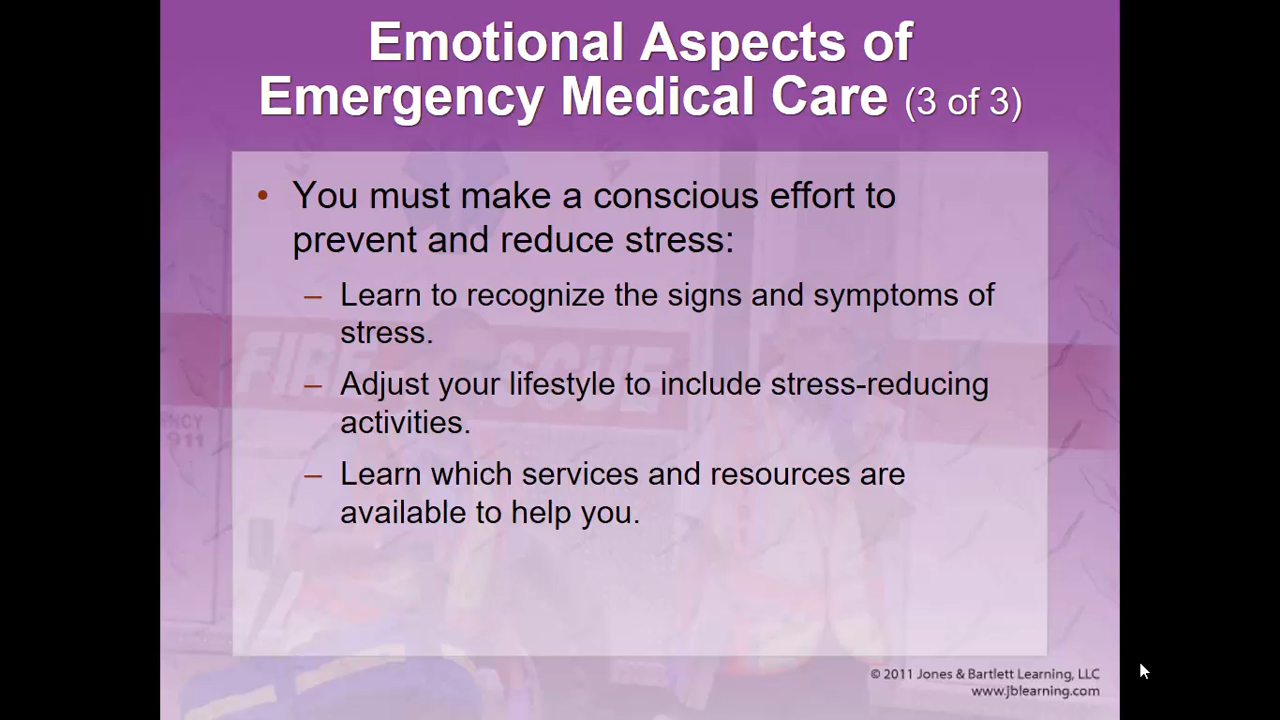 Emotional Aspects of
Emergency Medical Care (3 of 3)
• You must make a conscious effort to
prevent and reduce stress:
– Learn to recognize the signs and symptoms of
stress.
– Adjust your lifestyle to include stress-reducing
activities.
– Learn which services and resources are
available to help you.
FIRE
911
© 2011 Jones & Bartlett Learning, LLC
www.jblearning.com